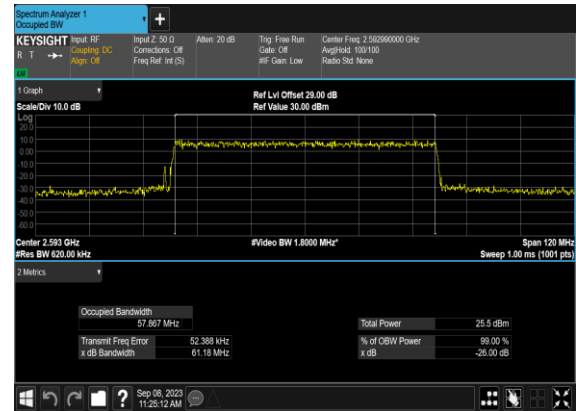 Spectrum Analyzer 1
Occupied BW
+
KEYSIGHT Input: RF Input Z: 50 Ω Atten: 20 dB Trig: Free Run Center Freq: 2.592990000 GHz
R T Coupling: DC Corrections: Off Gate: Off Avg|Hold: 100/100
Align: Off Freq Ref: Int (S) #IF Gain: Low Radio Std: None
1 Graph
Ref Lvl Offset 29.00 dB
Scale/Div 10.0 dB Ref Value 30.00 dBm
Log
20.0
10.0
0.00
-10.0
-20.0
-30.0
-40.0
-50.0
-60.0
Center 2.593 GHz #Video BW 1.8000 MHz* Span 120 MHz
#Res BW 620.00 kHz Sweep 1.00 ms (1001 pts)
2 Metrics
Occupied Bandwidth
57.867 MHz Total Power 25.5 dBm
Transmit Freq Error 52.388 kHz % of OBW Power 99.00 %
x dB Bandwidth 61.18 MHz x dB -26.00 dB
? Sep 08, 2023
11:25:12 AM